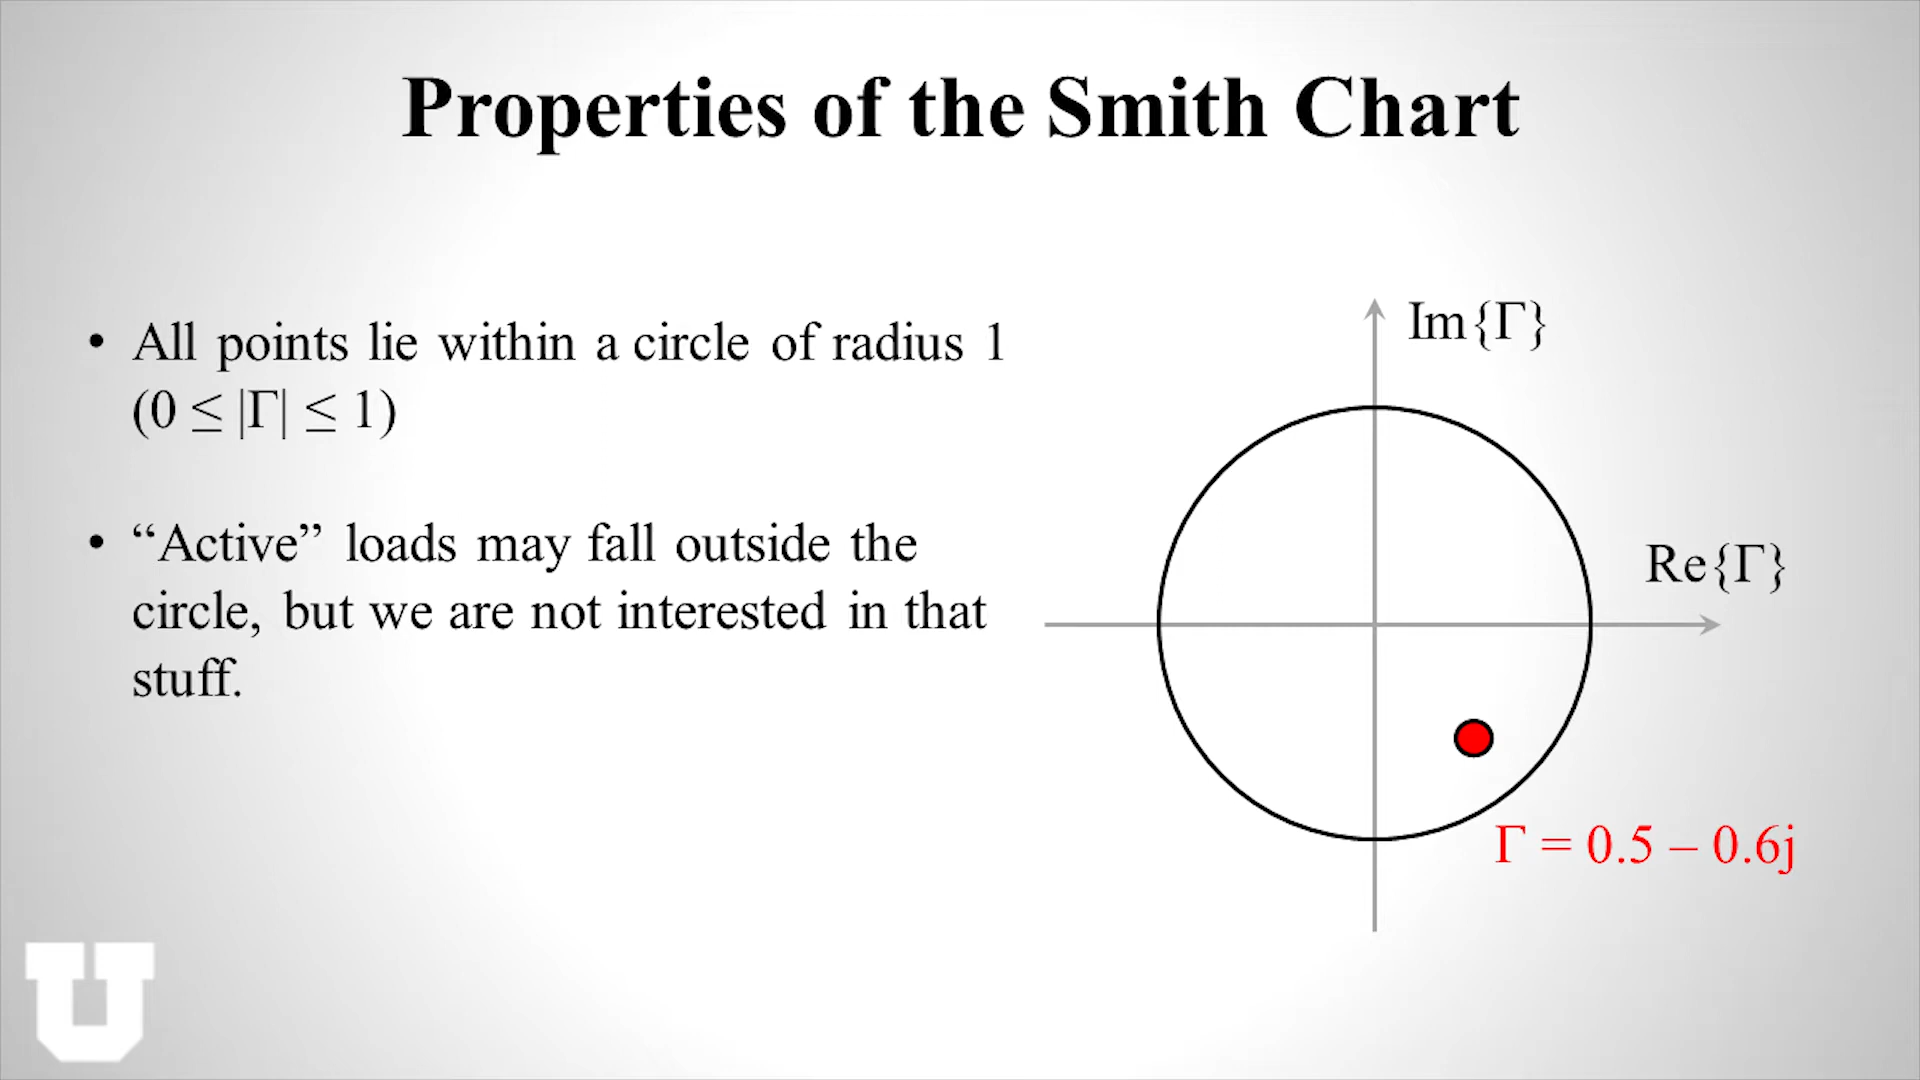 Properties of the Smith Chart
• All points lie within a circle of radius 1
(0 ≤ |Γ| ≤ 1)
• “Active” loads may fall outside the
circle, but we are not interested in that
stuff.
Im{Γ}
Re{Γ}
Γ = 0.5 – 0.6j
U